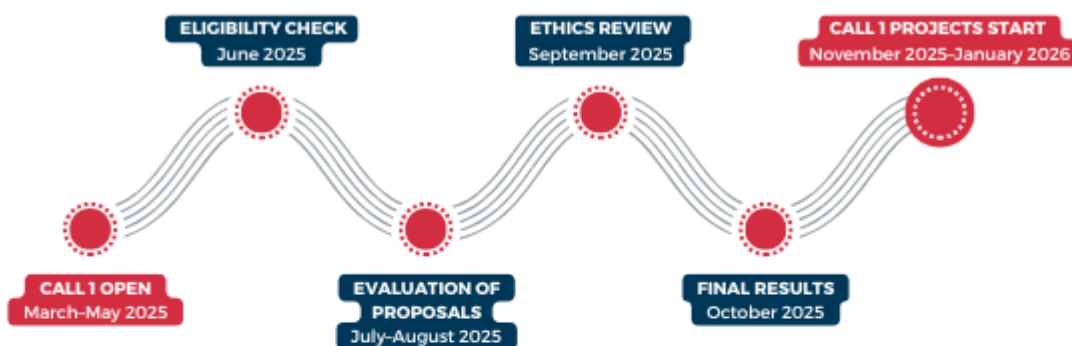 CALL 1 OPEN
March–May 2025
ELIGIBILITY CHECK
June 2025
EVALUATION OF
PROPOSALS
July–August 2025
ETHICS REVIEW
September 2025
FINAL RESULTS
October 2025
CALL 1 PROJECTS START
November 2025–January 2026